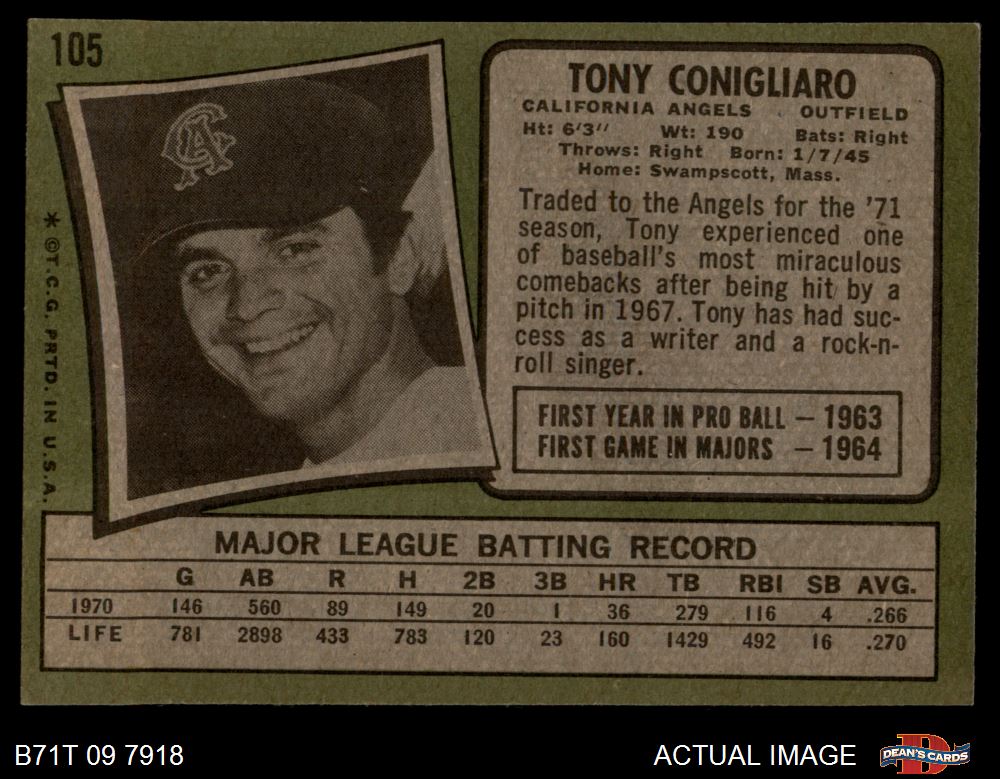 105
CA
* ©T.C.G. PRTD. IN U.S.A.
TONY CONIGLIARO
CALIFORNIA ANGELS OUTFIELD
Ht: 6'3" Wt: 190 Bats: Right
Throws: Right Born: 1/7/45
Home: Swampscott, Mass.
Traded to the Angels for the '71
season, Tony experienced one
of baseball's most miraculous
comebacks after being hit by a
pitch in 1967. Tony has had suc-
cess as a writer and a rock-n-
roll singer.
FIRST YEAR IN PRO BALL — 1963
FIRST GAME IN MAJORS — 1964
MAJOR LEAGUE BATTING RECORD
G AB R H 2B 3B HR TB RBI SB AVG.
1970 146 560 89 149 20 1 36 279 116 4 .266
LIFE 781 2898 433 783 120 23 160 1429 492 16 .270
B71T 09 7918
ACTUAL IMAGE
DEAN'S CARDS